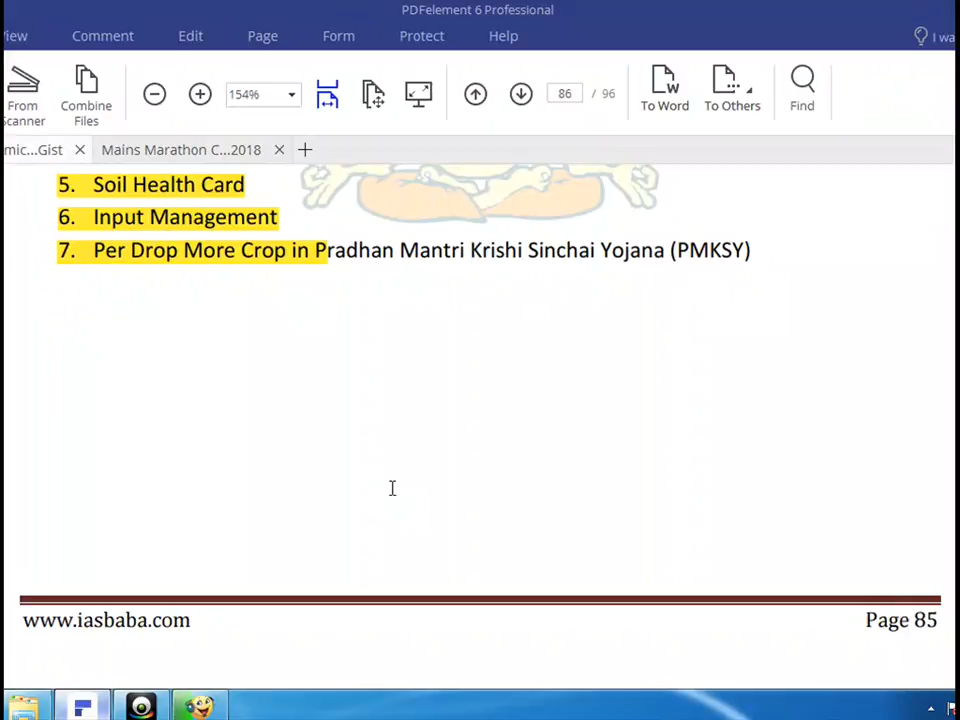 PDFelement 6 Professional
View Comment Edit Page Form Protect Help I wa
From Scanner
Combine Files
154%
86 / 96
To Word
To Others
Find
mic...Gist
Mains Marathon C...2018
5. Soil Health Card
6. Input Management
7. Per Drop More Crop in Pradhan Mantri Krishi Sinchai Yojana (PMKSY)
www.iasbaba.com Page 85